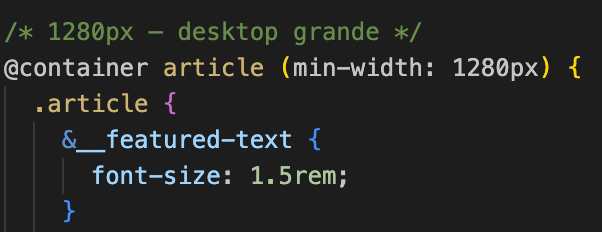 /* 1280px — desktop grande */
@container article (min-width: 1280px) {
.article {
&__featured-text {
font-size: 1.5rem;
}